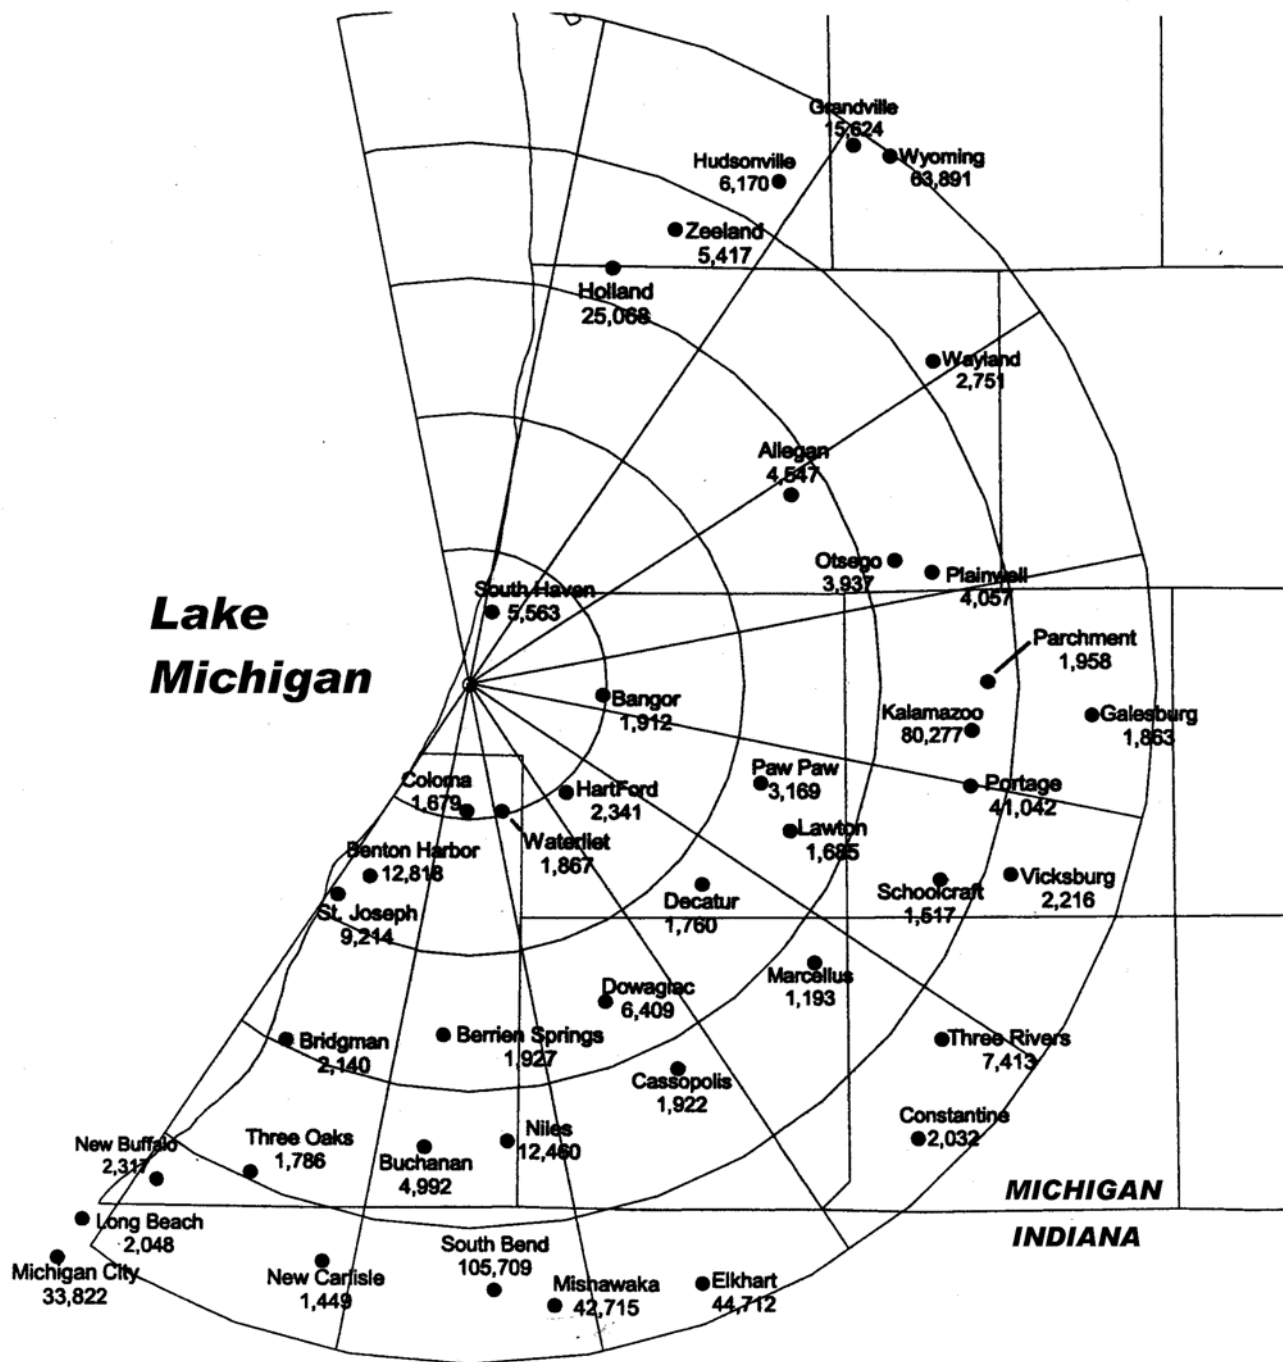 Grandville
15,624
Wyoming
63,891
Hudsonville
6,170
Zeeland
5,417
Holland
25,068
Wayland
2,751
Allegan
4,547
Otsego
3,937
Plainwell
4,057
South Haven
5,563
Lake
Michigan
Parchment
1,958
Bangor
1,912
Kalamazoo
80,277
Galesburg
1,863
Coloma
1,679
HartFord
2,341
Paw Paw
3,169
Portage
41,042
Waterliet
1,867
Lawton
1,685
Benton Harbor
12,818
St. Joseph
9,214
Decatur
1,760
Schoolcraft
1,517
Vicksburg
2,216
Marcellus
1,193
Dowagiac
6,409
Bridgman
2,140
Berrien Springs
1,927
Three Rivers
7,413
Cassopolis
1,922
Constantine
2,032
New Buffalo
2,317
Three Oaks
1,786
Buchanan
4,992
Niles
12,460
MICHIGAN
INDIANA
Long Beach
2,048
Michigan City
33,822
New Carlisle
1,449
South Bend
105,709
Mishawaka
42,715
Elkhart
44,712